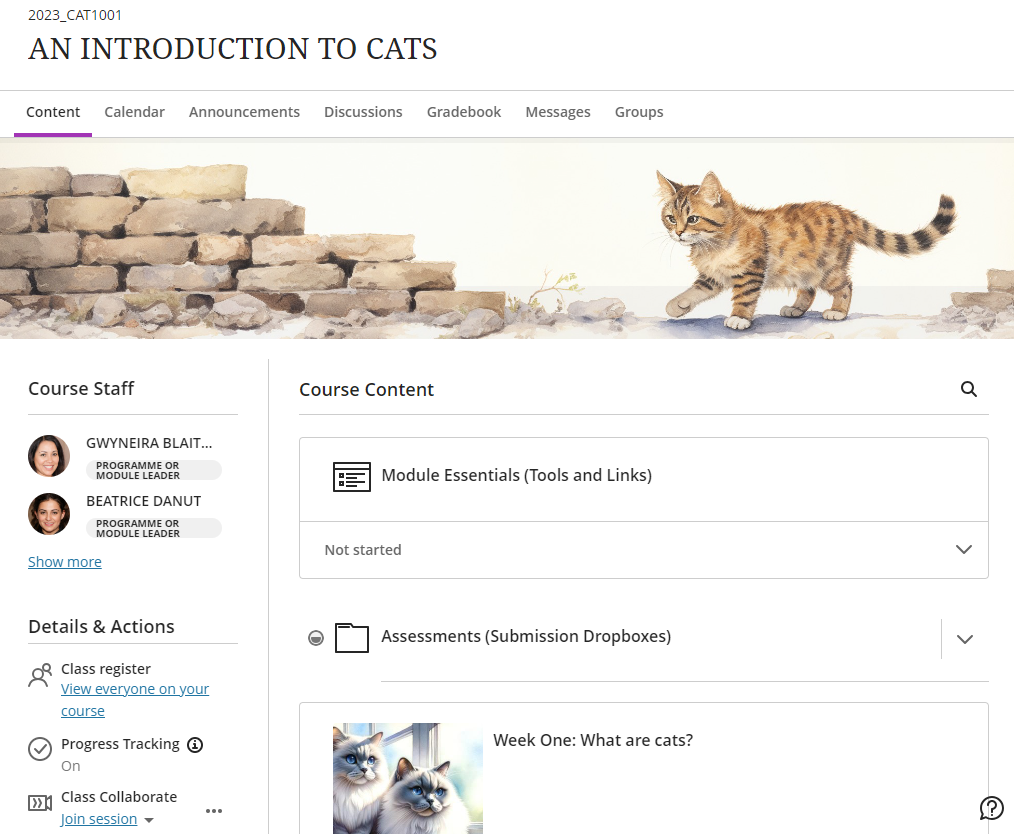 2023_CAT1001
AN INTRODUCTION TO CATS
Content Calendar Announcements Discussions Gradebook Messages Groups
Course Staff
GWYNEIRA BLAIT...
PROGRAMME OR
MODULE LEADER
BEATRICE DANUT
PROGRAMME OR
MODULE LEADER
Show more
Details & Actions
Class register
View everyone on your
course
Progress Tracking
On
Class Collaborate
Join session
Course Content
Module Essentials (Tools and Links)
Not started
Assessments (Submission Dropboxes)
Week One: What are cats?